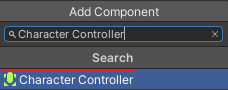 Add Component
Character Controller
Search
Character Controller